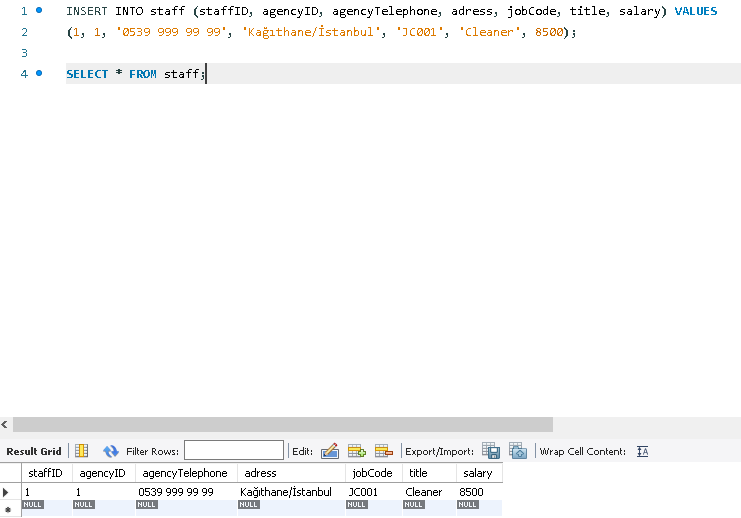 1 INSERT INTO staff (staffID, agencyID, agencyTelephone, adress, jobCode, title, salary) VALUES
2 (1, 1, '0539 999 99 99', 'Kağıthane/İstanbul', 'JC001', 'Cleaner', 8500);
3
4 SELECT * FROM staff;
Result Grid Filter Rows: Edit: Export/Import: Wrap Cell Content:
staffID agencyID agencyTelephone adress jobCode title salary
1 1 0539 999 99 99 Kağıthane/İstanbul JC001 Cleaner 8500
NULL NULL NULL NULL NULL NULL NULL